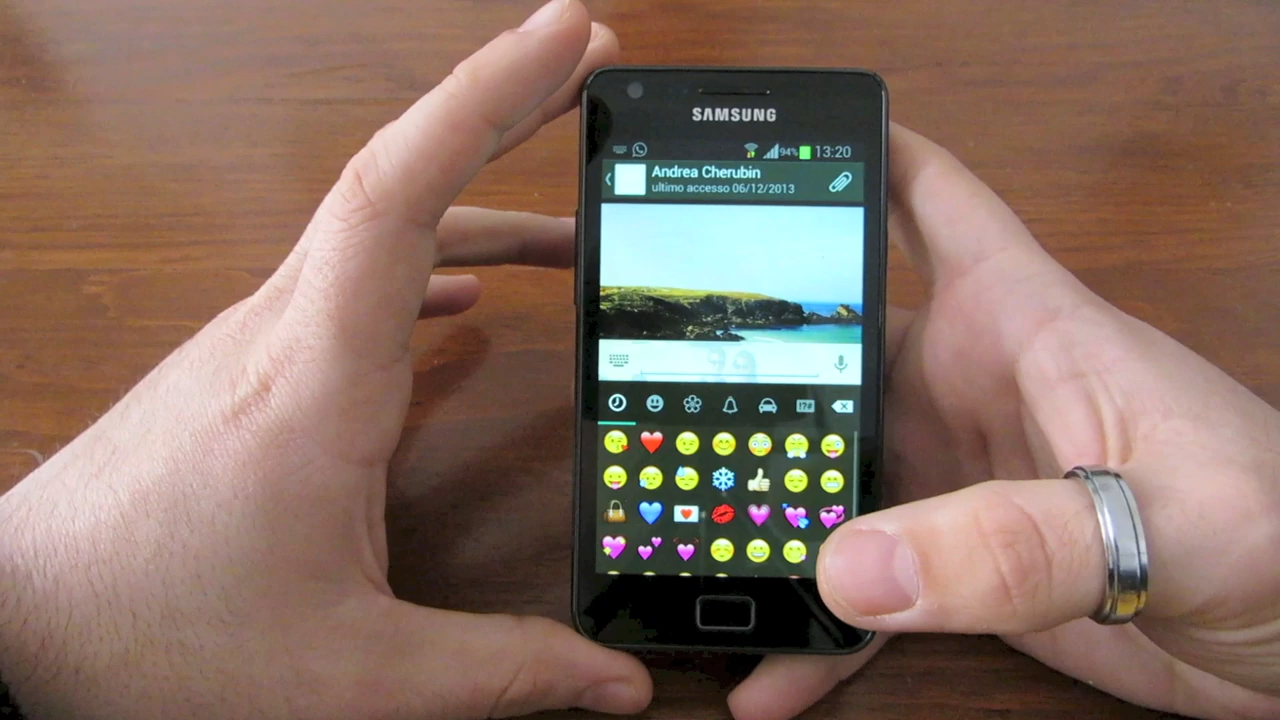 SAMSUNG
94% 13:20
Andrea Cherubin
ultimo accesso 06/12/2013
!?#